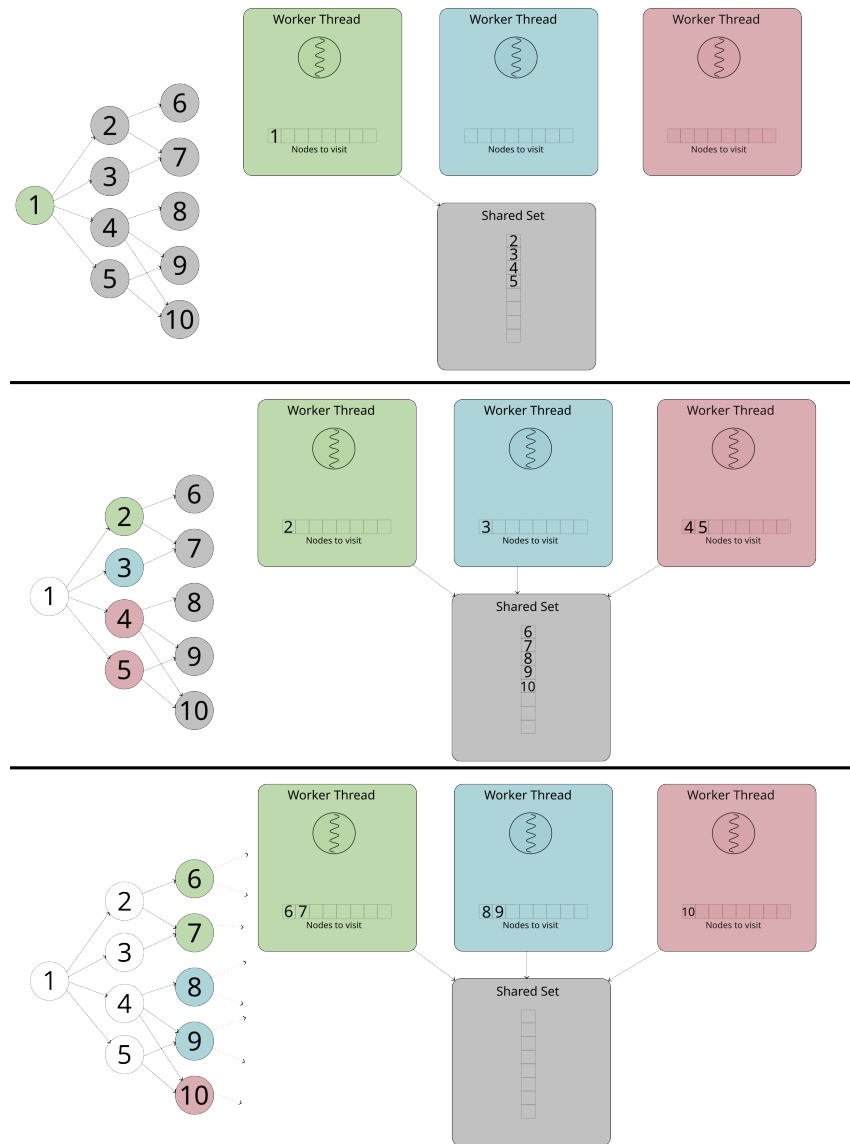 Worker Thread
Worker Thread
Worker Thread
1
2
3
4
5
6
7
8
9
10
1
Nodes to visit
Nodes to visit
Nodes to visit
Shared Set
2
3
4
5
Worker Thread
Worker Thread
Worker Thread
1
2
3
4
5
6
7
8
9
10
2
Nodes to visit
3
Nodes to visit
4 5
Nodes to visit
Shared Set
6
7
8
9
10
Worker Thread
Worker Thread
Worker Thread
1
2
3
4
5
6
7
8
9
10
6 7
Nodes to visit
8 9
Nodes to visit
10
Nodes to visit
Shared Set